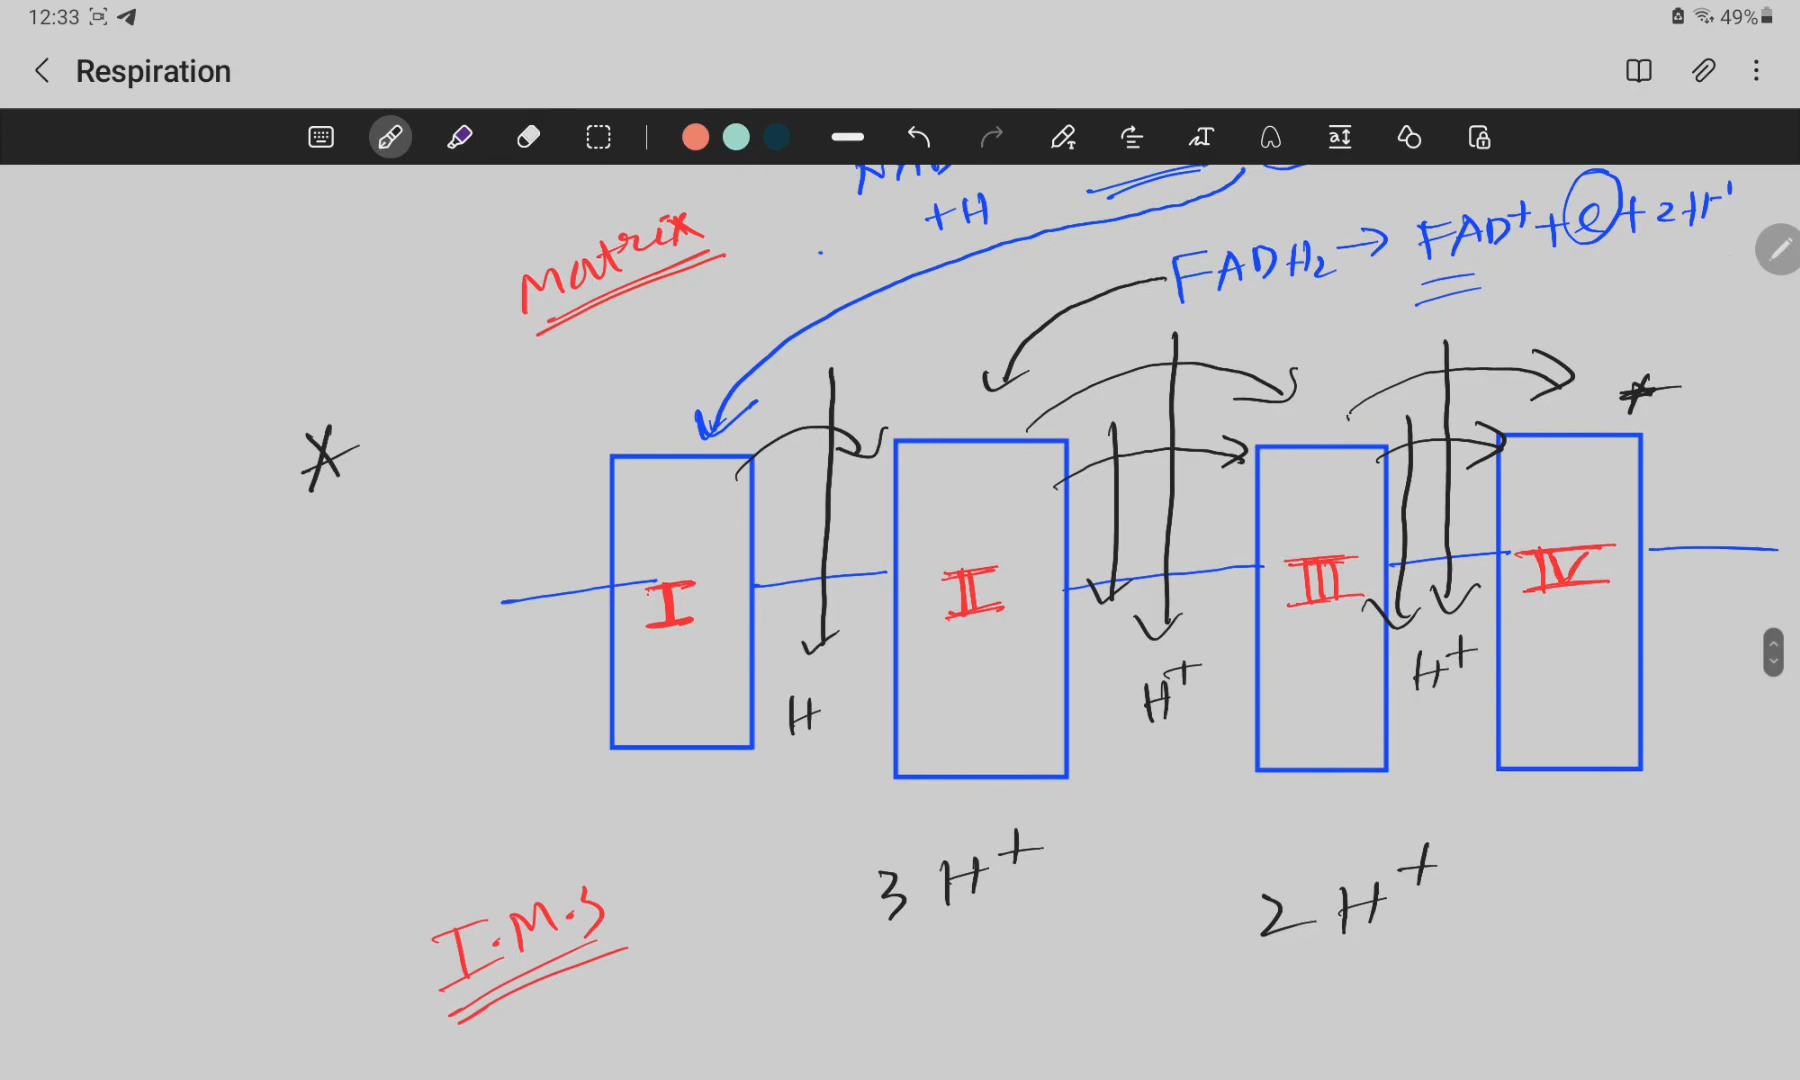 12:33 49%
Respiration
+H
FADH2 → FAD+ + e + 2H+
Matrix
I II III IV
H H+ H+
3 H+ 2 H+
I.M.S